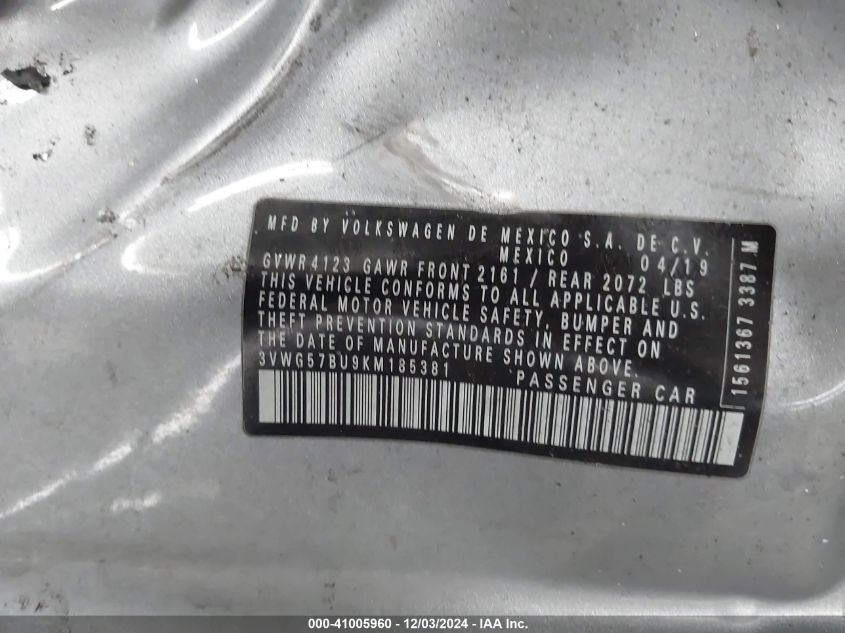 MFD BY VOLKSWAGEN DE MEXICO S.A. DE C.V.
MEXICO 04/19
GVWR 4123 GAWR FRONT 2161 / REAR 2072 LBS
THIS VEHICLE CONFORMS TO ALL APPLICABLE U.S.
FEDERAL MOTOR VEHICLE SAFETY, BUMPER AND
THEFT PREVENTION STANDARDS IN EFFECT ON
THE DATE OF MANUFACTURE SHOWN ABOVE.
3VWG57BU9KM185381 PASSENGER CAR
1561367 3387 M
000-41005960 - 12/03/2024 - IAA Inc.